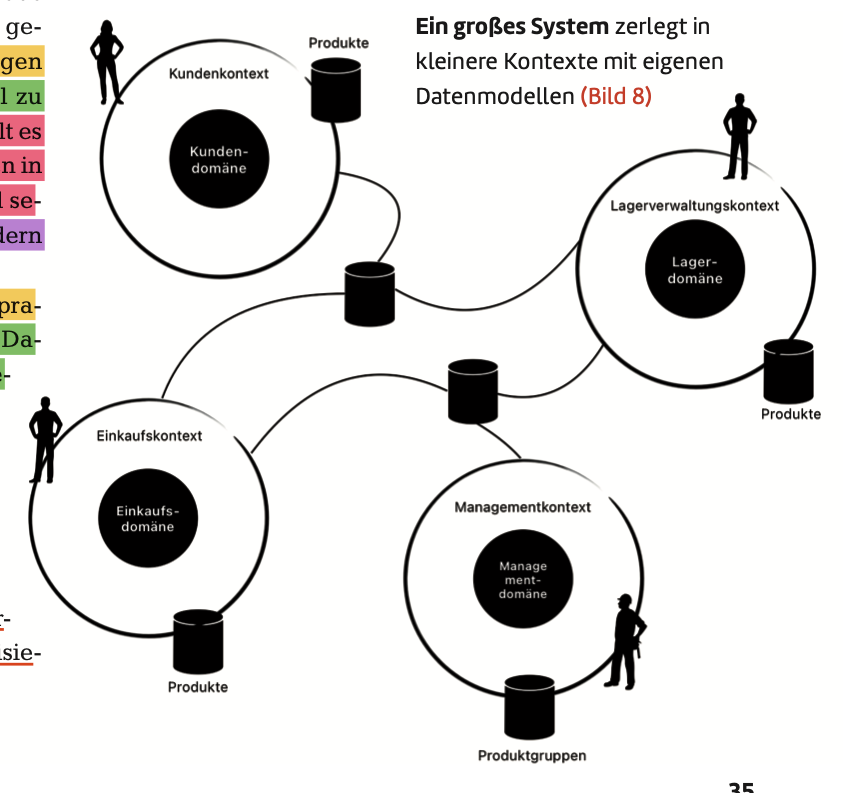 ge-
gen
l zu
lt es
n in
l se-
dern
pra-
Da-
r-
sie-
Ein großes System zerlegt in
kleinere Kontexte mit eigenen
Datenmodellen (Bild 8)
Produkte
Kundenkontext
Kunden-
domäne
Lagerverwaltungskontext
Lager-
domäne
Produkte
Einkaufskontext
Einkaufs-
domäne
Produkte
Managementkontext
Manage
ment-
domäne
Produktgruppen
35